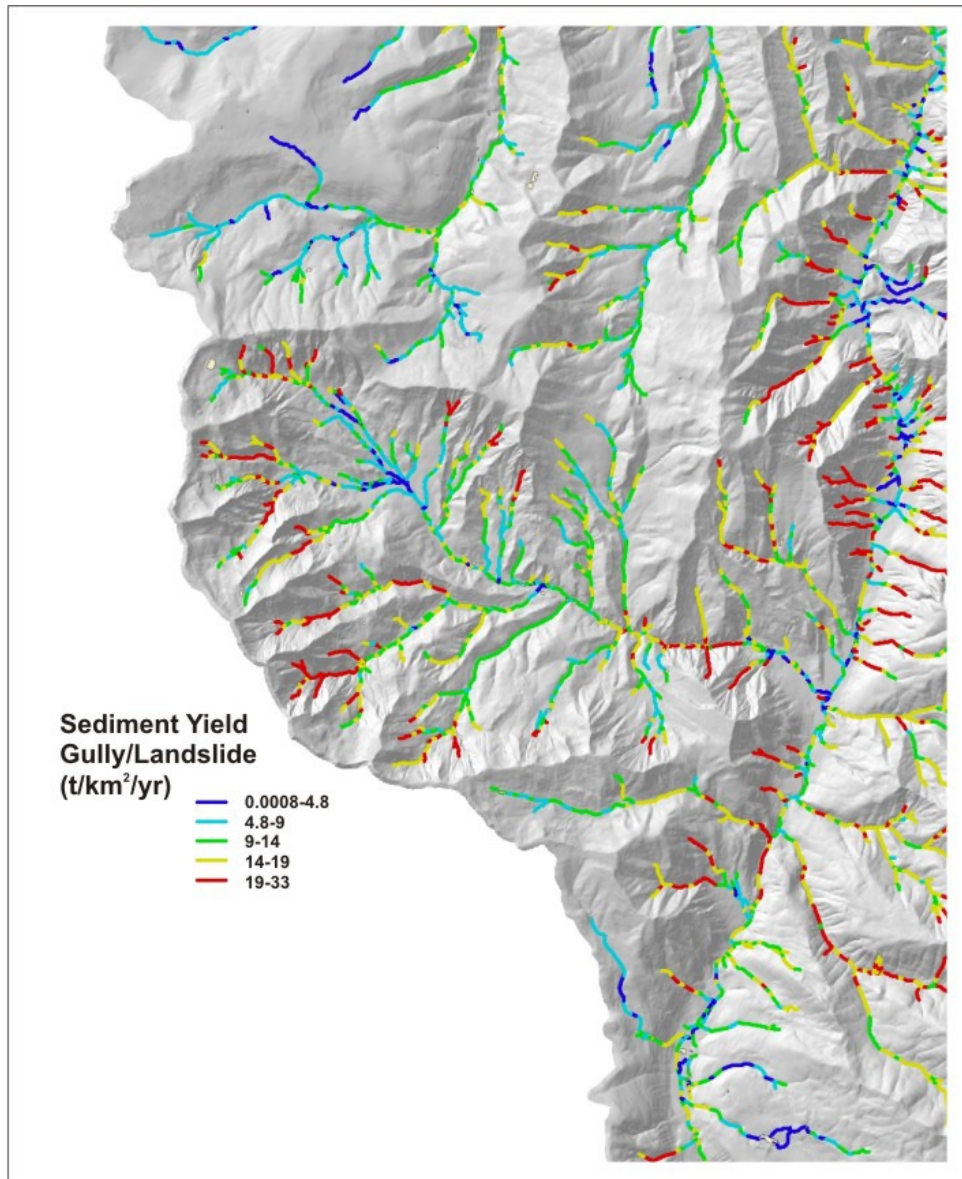 Sediment Yield
Gully/Landslide
(t/km²/yr)
0.0008-4.8
4.8-9
9-14
14-19
19-33